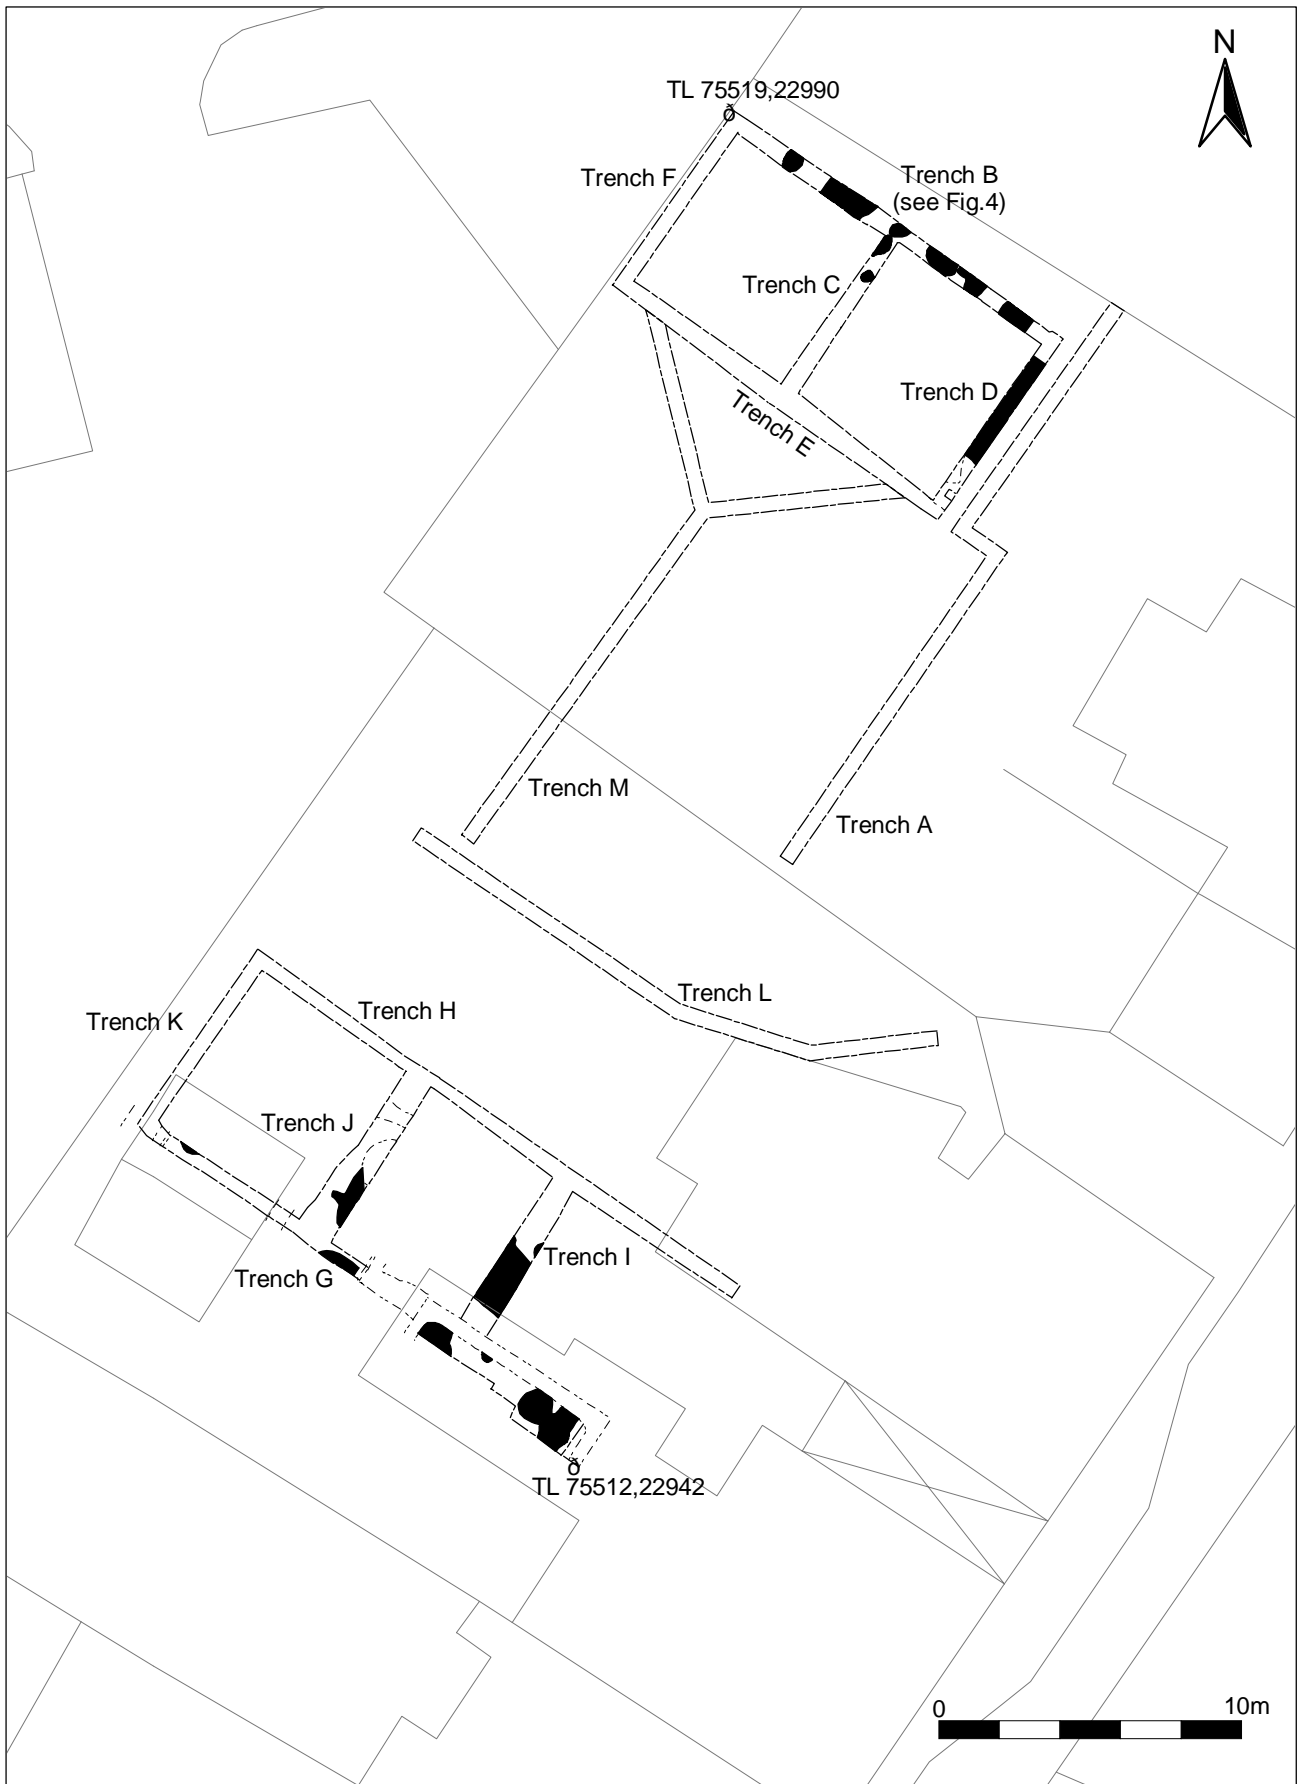 N
TL 75519,22990
Trench F
Trench B
(see Fig.4)
Trench C
Trench D
Trench E
Trench M
Trench A
Trench L
Trench H
Trench K
Trench J
Trench I
Trench G
TL 75512,22942
0
10m